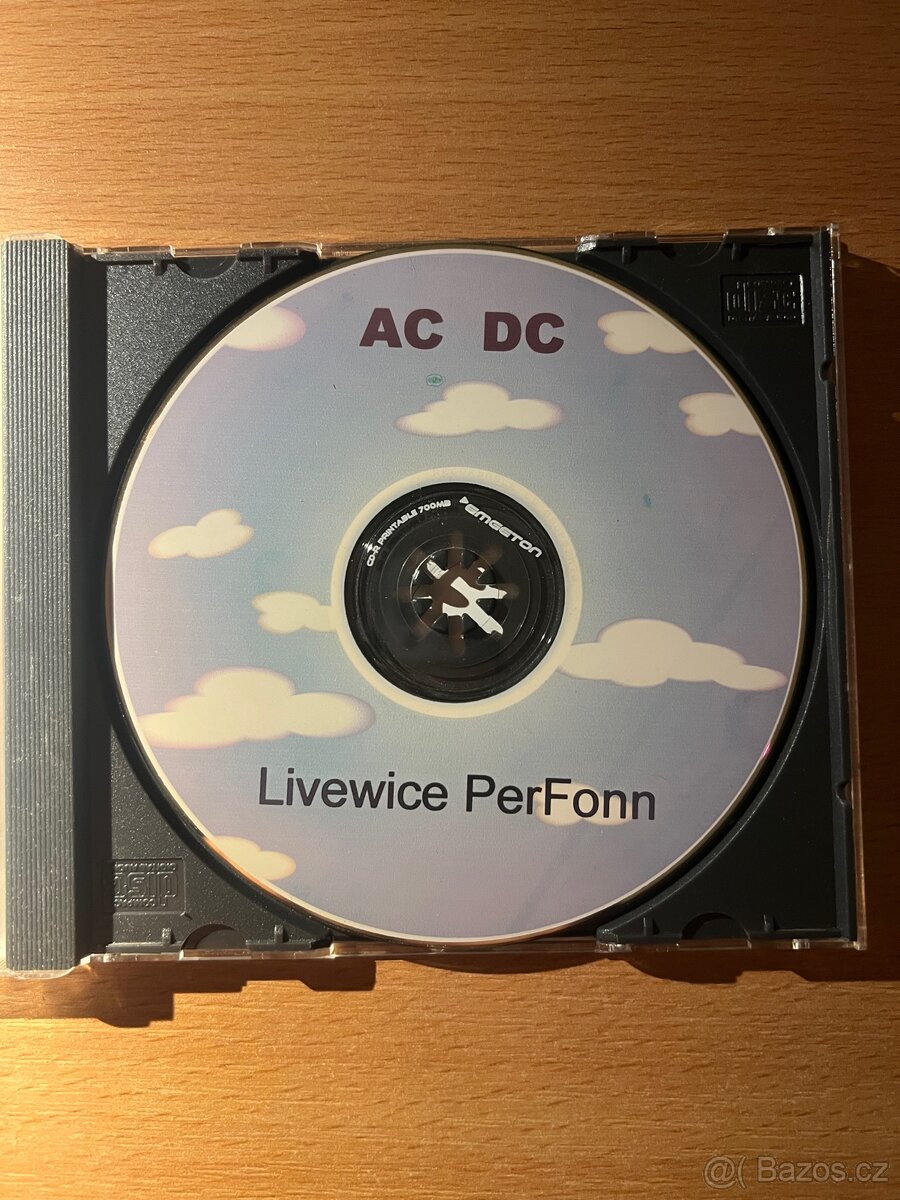 AC DC
CD-R PRINTABLE 700MB
EMGETON
Livewice PerFonn
@( Bazos.cz